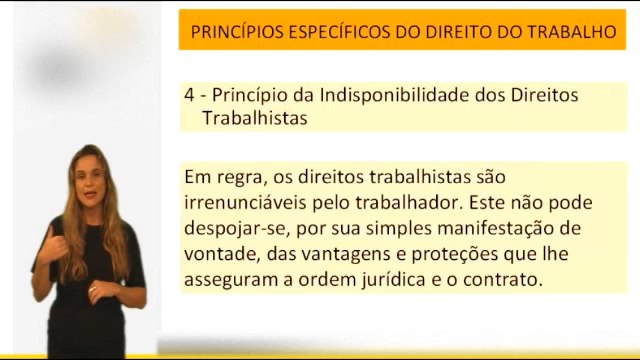 PRINCÍPIOS ESPECÍFICOS DO DIREITO DO TRABALHO
4 - Princípio da Indisponibilidade dos Direitos
Trabalhistas
Em regra, os direitos trabalhistas são
irrenunciáveis pelo trabalhador. Este não pode
despojar-se, por sua simples manifestação de
vontade, das vantagens e proteções que lhe
asseguram a ordem jurídica e o contrato.